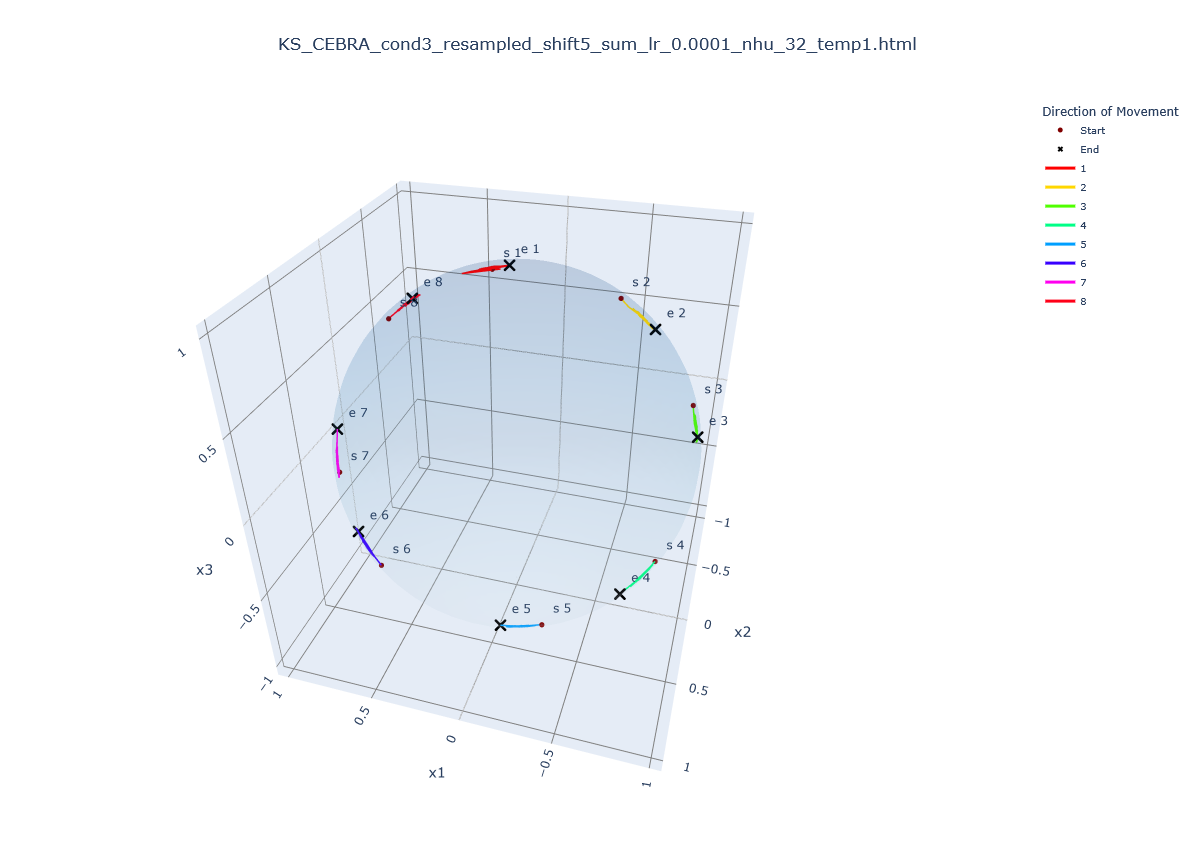 KS_CEBRA_cond3_resampled_shift5_sum_lr_0.0001_nhu_32_temp1.html
Direction of Movement
Start
End
1
2
3
4
5
6
7
8
s 1
e 1
e 8
s 8
s 2
e 2
s 3
e 3
e 7
s 7
e 6
s 6
s 4
e 4
e 5
s 5
1
0.5
0
−0.5
−1
x3
1
0.5
0
−0.5
1
x1
−1
−0.5
0
0.5
1
x2